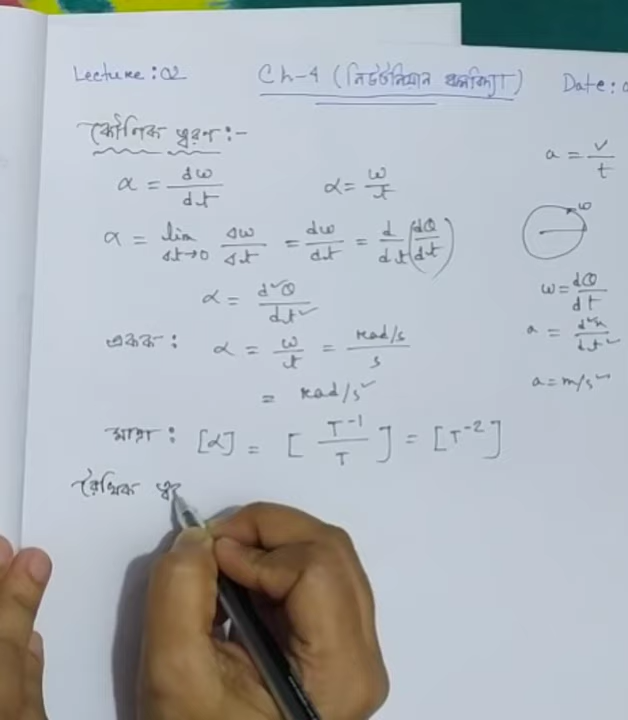 Lecture: 02 Ch-4 (নিউটনিয়ান বলবিদ্যা) Date: 0
কৌণিক ত্বরণ :-
a = v/t
α = dω/dt α = ω/t
ω
α = lim Δt→0 Δω/Δt = dω/dt = d/dt (dθ/dt)
α = d²θ/dt² ω = dθ/dt
একক : α = ω/t = rad/s / s a = d²x/dt²
= rad/s² a = m/s²
মাত্রা : [α] = [T⁻¹/T] = [T⁻²]
রৈখিক ত্ব